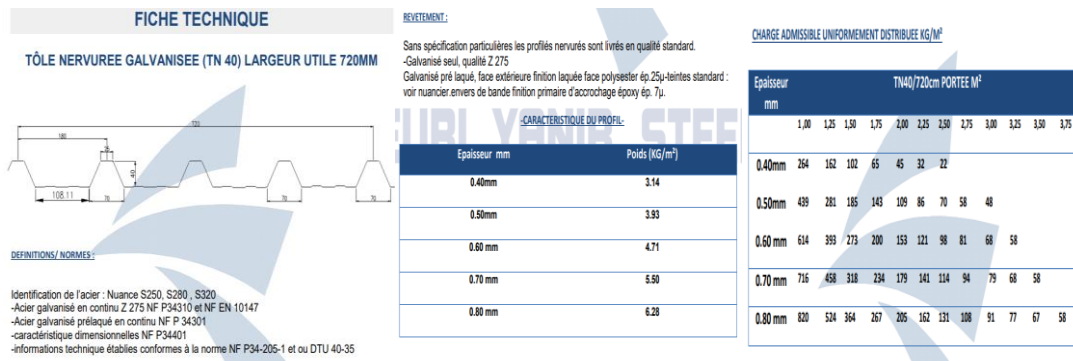 FICHE TECHNIQUE
TÔLE NERVUREE GALVANISEE (TN 40) LARGEUR UTILE 720MM
720
180
25
40
108.11
70
70
70
DEFINITIONS/ NORMES :
Identification de l'acier : Nuance S250, S280 , S320
-Acier galvanisé en continu Z 275 NF P34310 et NF EN 10147
-Acier galvanisé prélaqué en continu NF P 34301
-caractéristique dimensionnelles NF P34401
-informations technique établies conformes à la norme NF P34-205-1 et ou DTU 40-35
REVETEMENT :
Sans spécification particulières les profilés nervurés sont livrés en qualité standard.
-Galvanisé seul, qualité Z 275
Galvanisé pré laqué, face extérieure finition laquée face polysester ép.25µ-teintes standard :
voir nuancier.envers de bande finition primaire d'accrochage époxy ép. 7µ.
-CARACTERISTIQUE DU PROFIL-
YANIR STEE
Epaisseur mm Poids (KG/m²)
0.40mm 3.14
0.50mm 3.93
0.60 mm 4.71
0.70 mm 5.50
0.80 mm 6.28
CHARGE ADMISSIBLE UNIFORMEMENT DISTRIBUEE KG/M²
Epaisseur mm TN40/720cm PORTEE M²
1,00 1,25 1,50 1,75 2,00 2,25 2,50 2,75 3,00 3,25 3,50 3,75
0.40mm 264 162 102 65 45 32 22
0.50mm 439 281 185 143 109 86 70 58 48
0.60 mm 614 393 273 200 153 121 98 81 68 58
0.70 mm 716 458 318 234 179 141 114 94 79 68 58
0.80 mm 820 524 364 267 205 162 131 108 91 77 67 58